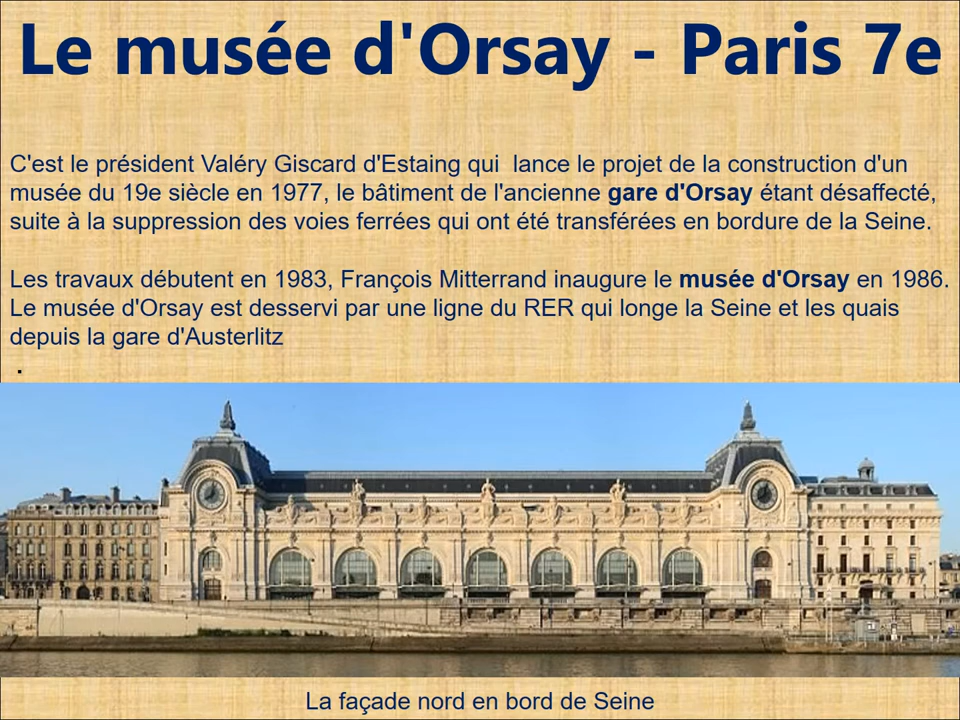 Le musée d'Orsay - Paris 7e
C'est le président Valéry Giscard d'Estaing qui  lance le projet de la construction d'un
musée du 19e siècle en 1977, le bâtiment de l'ancienne gare d'Orsay étant désaffecté,
suite à la suppression des voies ferrées qui ont été transférées en bordure de la Seine.
Les travaux débutent en 1983, François Mitterrand inaugure le musée d'Orsay en 1986.
Le musée d'Orsay est desservi par une ligne du RER qui longe la Seine et les quais
depuis la gare d'Austerlitz
.
La façade nord en bord de Seine